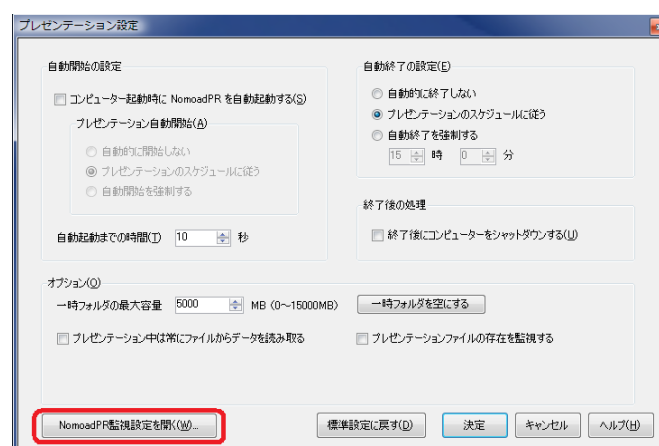 プレゼンテーション設定
自動開始の設定
コンピューター起動時に NomoadPR を自動起動する(S)
プレゼンテーション自動開始(A)
自動的に開始しない
プレゼンテーションのスケジュールに従う
自動開始を強制する
自動起動までの時間(T) 10 秒
自動終了の設定(E)
自動的に終了しない
プレゼンテーションのスケジュールに従う
自動終了を強制する
15 時 0 分
終了後の処理
終了後にコンピューターをシャットダウンする(U)
オプション(O)
一時フォルダの最大容量 5000 MB (0～15000MB) 一時フォルダを空にする
プレゼンテーション中は常にファイルからデータを読み取る プレゼンテーションファイルの存在を監視する
NomoadPR監視設定を開く(W)... 標準設定に戻す(D) 決定 キャンセル ヘルプ(H)